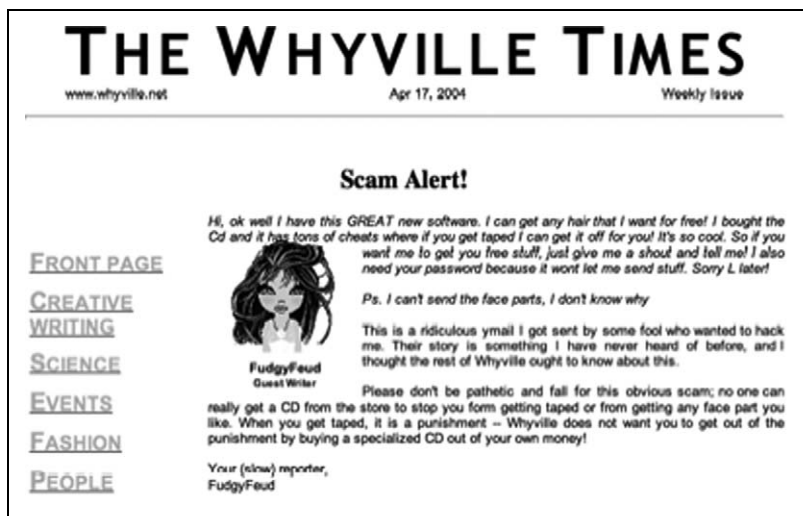 THE WHYVILLE TIMES
www.whyville.net Apr 17, 2004 Weekly Issue
Scam Alert!
FRONT PAGE
CREATIVE
WRITING
SCIENCE
EVENTS
FASHION
PEOPLE
Hi, ok well I have this GREAT new software. I can get any hair that I want for free! I bought the
Cd and it has tons of cheats where if you get taped I can get it off for you! It's so cool. So if you
want me to get you free stuff, just give me a shout and tell me! I also
need your password because it wont let me send stuff. Sorry L later!
Ps. I can't send the face parts, I don't know why
This is a ridiculous ymail I got sent by some fool who wanted to hack
me. Their story is something I have never heard of before, and I
thought the rest of Whyville ought to know about this.
FudgyFeud
Guest Writer
Please don't be pathetic and fall for this obvious scam; no one can
really get a CD from the store to stop you form getting taped or from getting any face part you
like. When you get taped, it is a punishment -- Whyville does not want you to get out of the
punishment by buying a specialized CD out of your own money!
Your (slow) reporter,
FudgyFeud